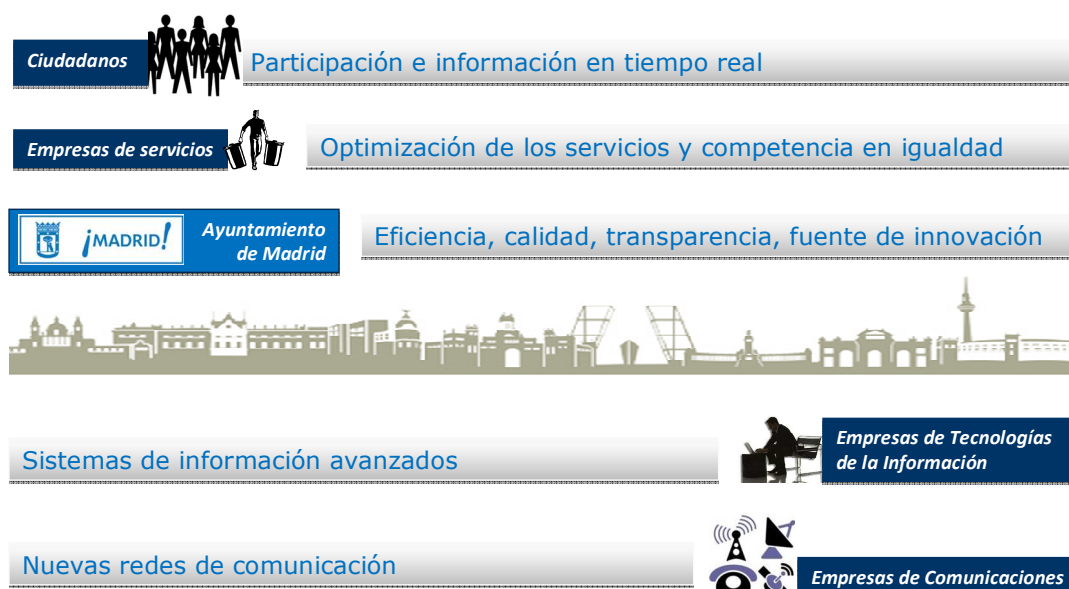 Ciudadanos
Participación e información en tiempo real
Empresas de servicios
Optimización de los servicios y competencia en igualdad
¡MADRID!
Ayuntamiento
de Madrid
Eficiencia, calidad, transparencia, fuente de innovación
Sistemas de información avanzados
Empresas de Tecnologías
de la Información
Nuevas redes de comunicación
Empresas de Comunicaciones